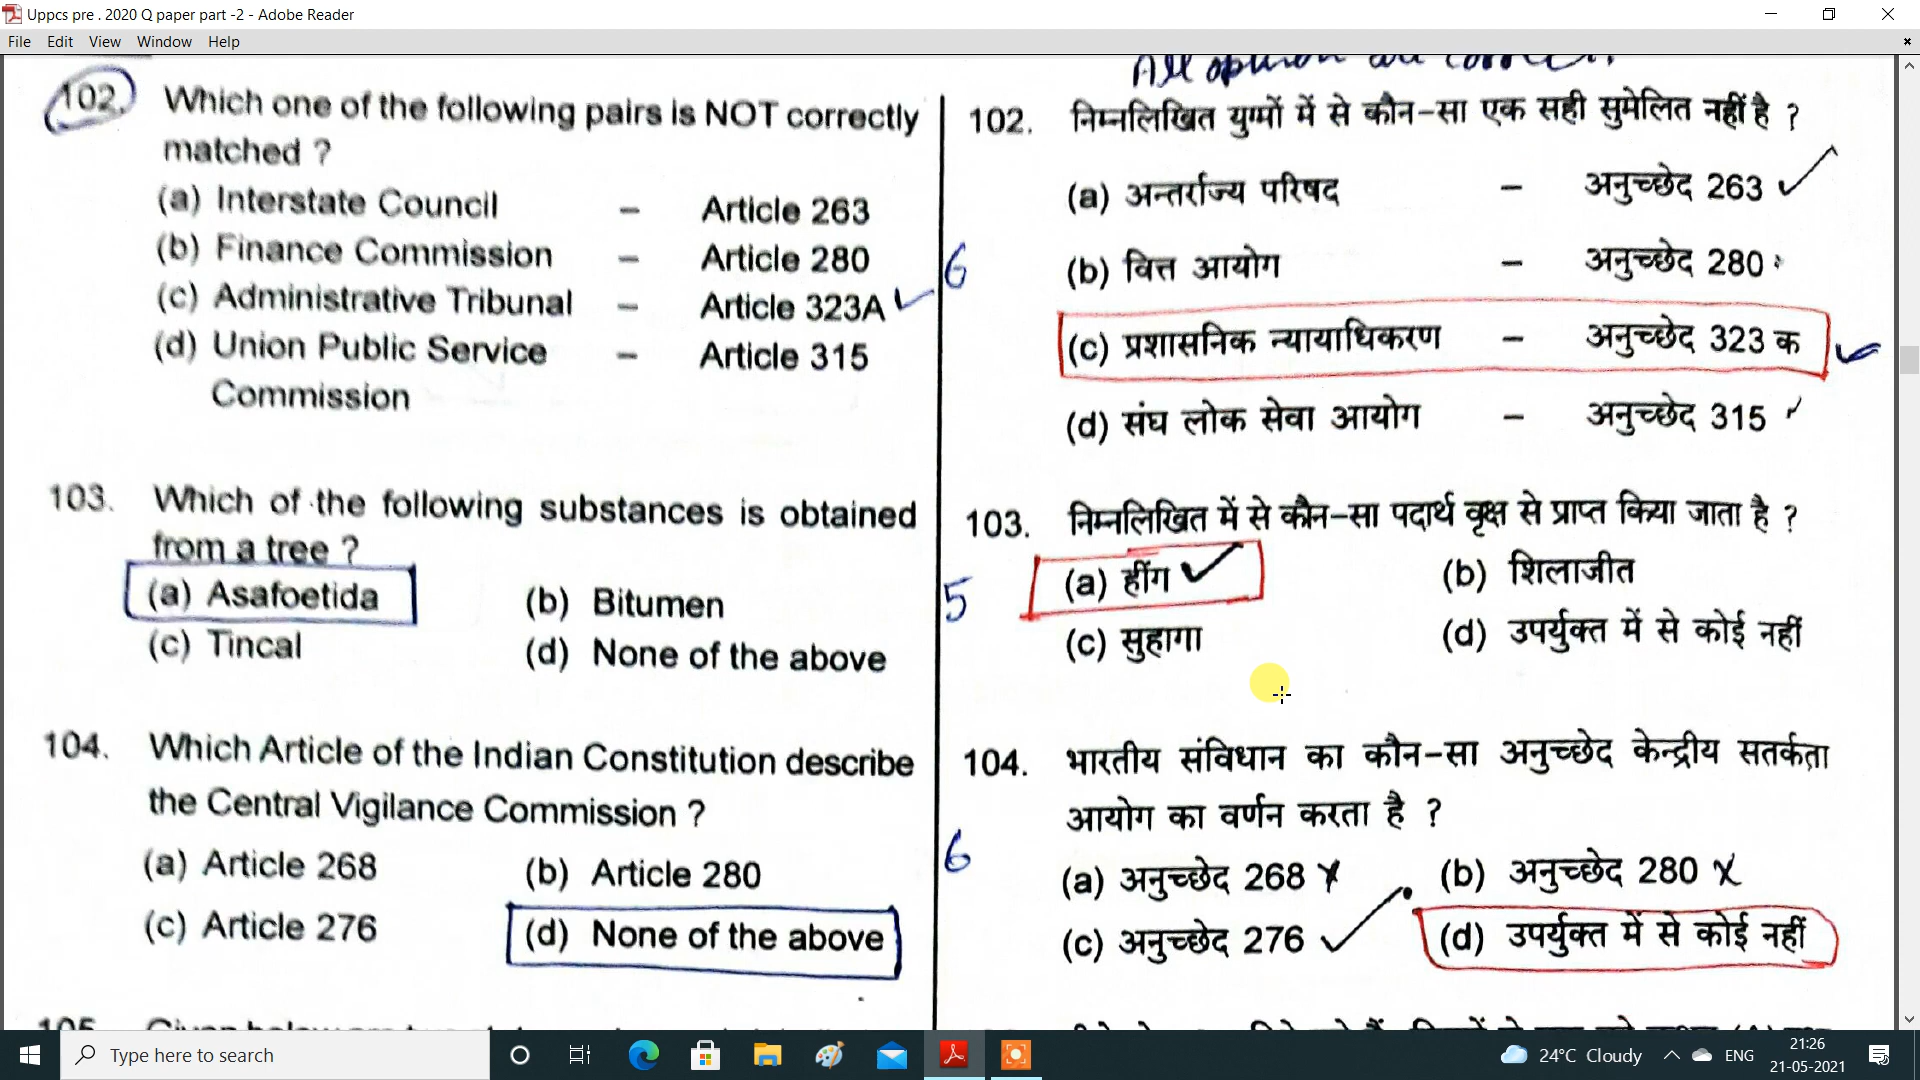 Uppcs pre . 2020 Q paper part -2 - Adobe Reader
File Edit View Window Help
102. Which one of the following pairs is NOT correctly
matched ?
(a) Interstate Council – Article 263
(b) Finance Commission – Article 280
(c) Administrative Tribunal – Article 323A
(d) Union Public Service – Article 315
Commission
103. Which of the following substances is obtained
from a tree ?
(a) Asafoetida (b) Bitumen
(c) Tincal (d) None of the above
104. Which Article of the Indian Constitution describe
the Central Vigilance Commission ?
(a) Article 268 (b) Article 280
(c) Article 276 (d) None of the above
6
5
6
All
102. निम्नलिखित युग्मों में से कौन-सा एक सही सुमेलित नहीं है ?
(a) अन्तर्राज्य परिषद – अनुच्छेद 263
(b) वित्त आयोग – अनुच्छेद 280
(c) प्रशासनिक न्यायाधिकरण – अनुच्छेद 323 क
(d) संघ लोक सेवा आयोग – अनुच्छेद 315
103. निम्नलिखित में से कौन-सा पदार्थ वृक्ष से प्राप्त किया जाता है ?
(a) हींग (b) शिलाजीत
(c) सुहागा (d) उपर्युक्त में से कोई नहीं
104. भारतीय संविधान का कौन-सा अनुच्छेद केन्द्रीय सतर्कता
आयोग का वर्णन करता है ?
(a) अनुच्छेद 268 (b) अनुच्छेद 280
(c) अनुच्छेद 276 (d) उपर्युक्त में से कोई नहीं
Type here to search
24°C Cloudy
ENG
21:26
21-05-2021